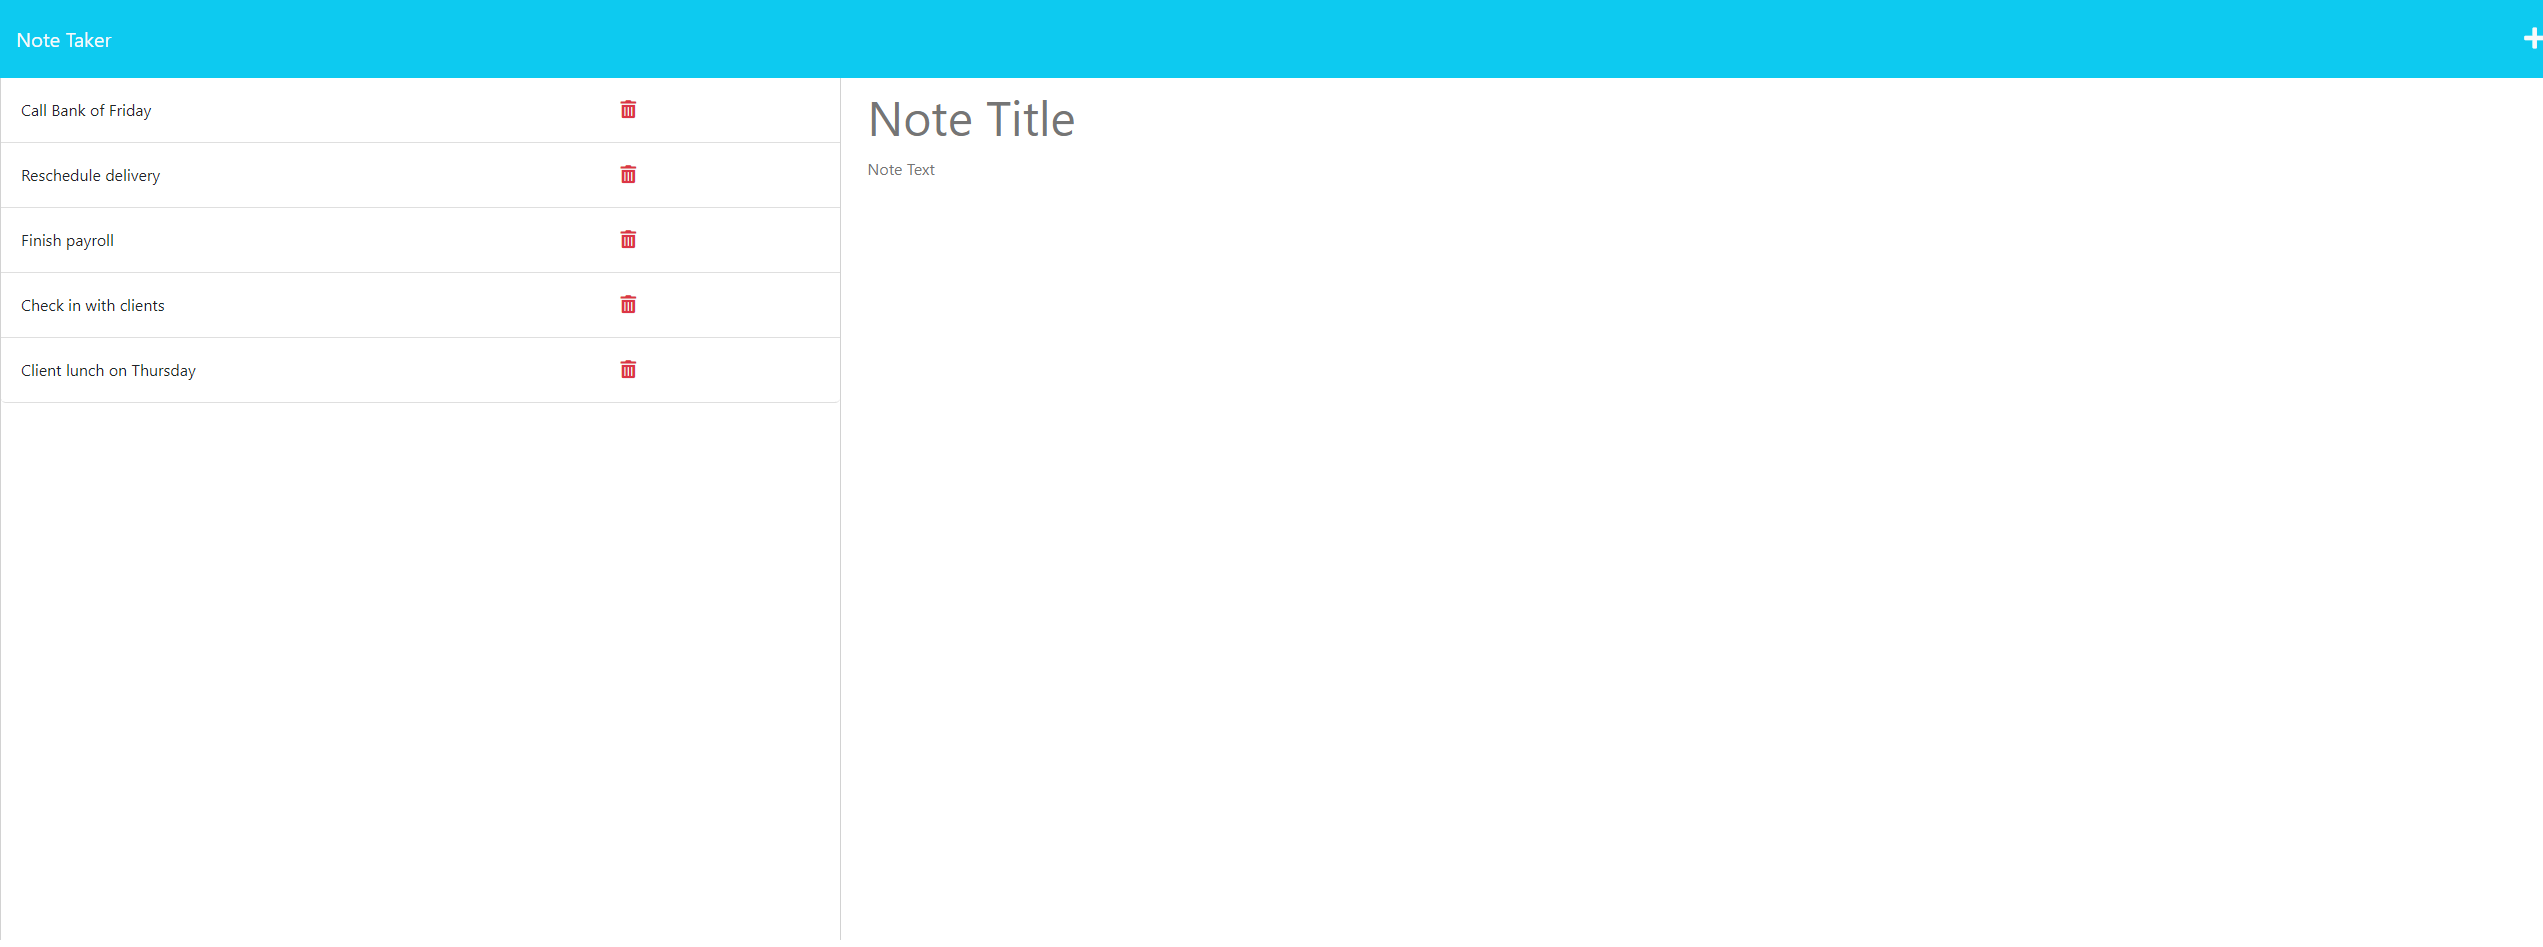 Note Taker
Call Bank of Friday
Reschedule delivery
Finish payroll
Check in with clients
Client lunch on Thursday
Note Title
Note Text